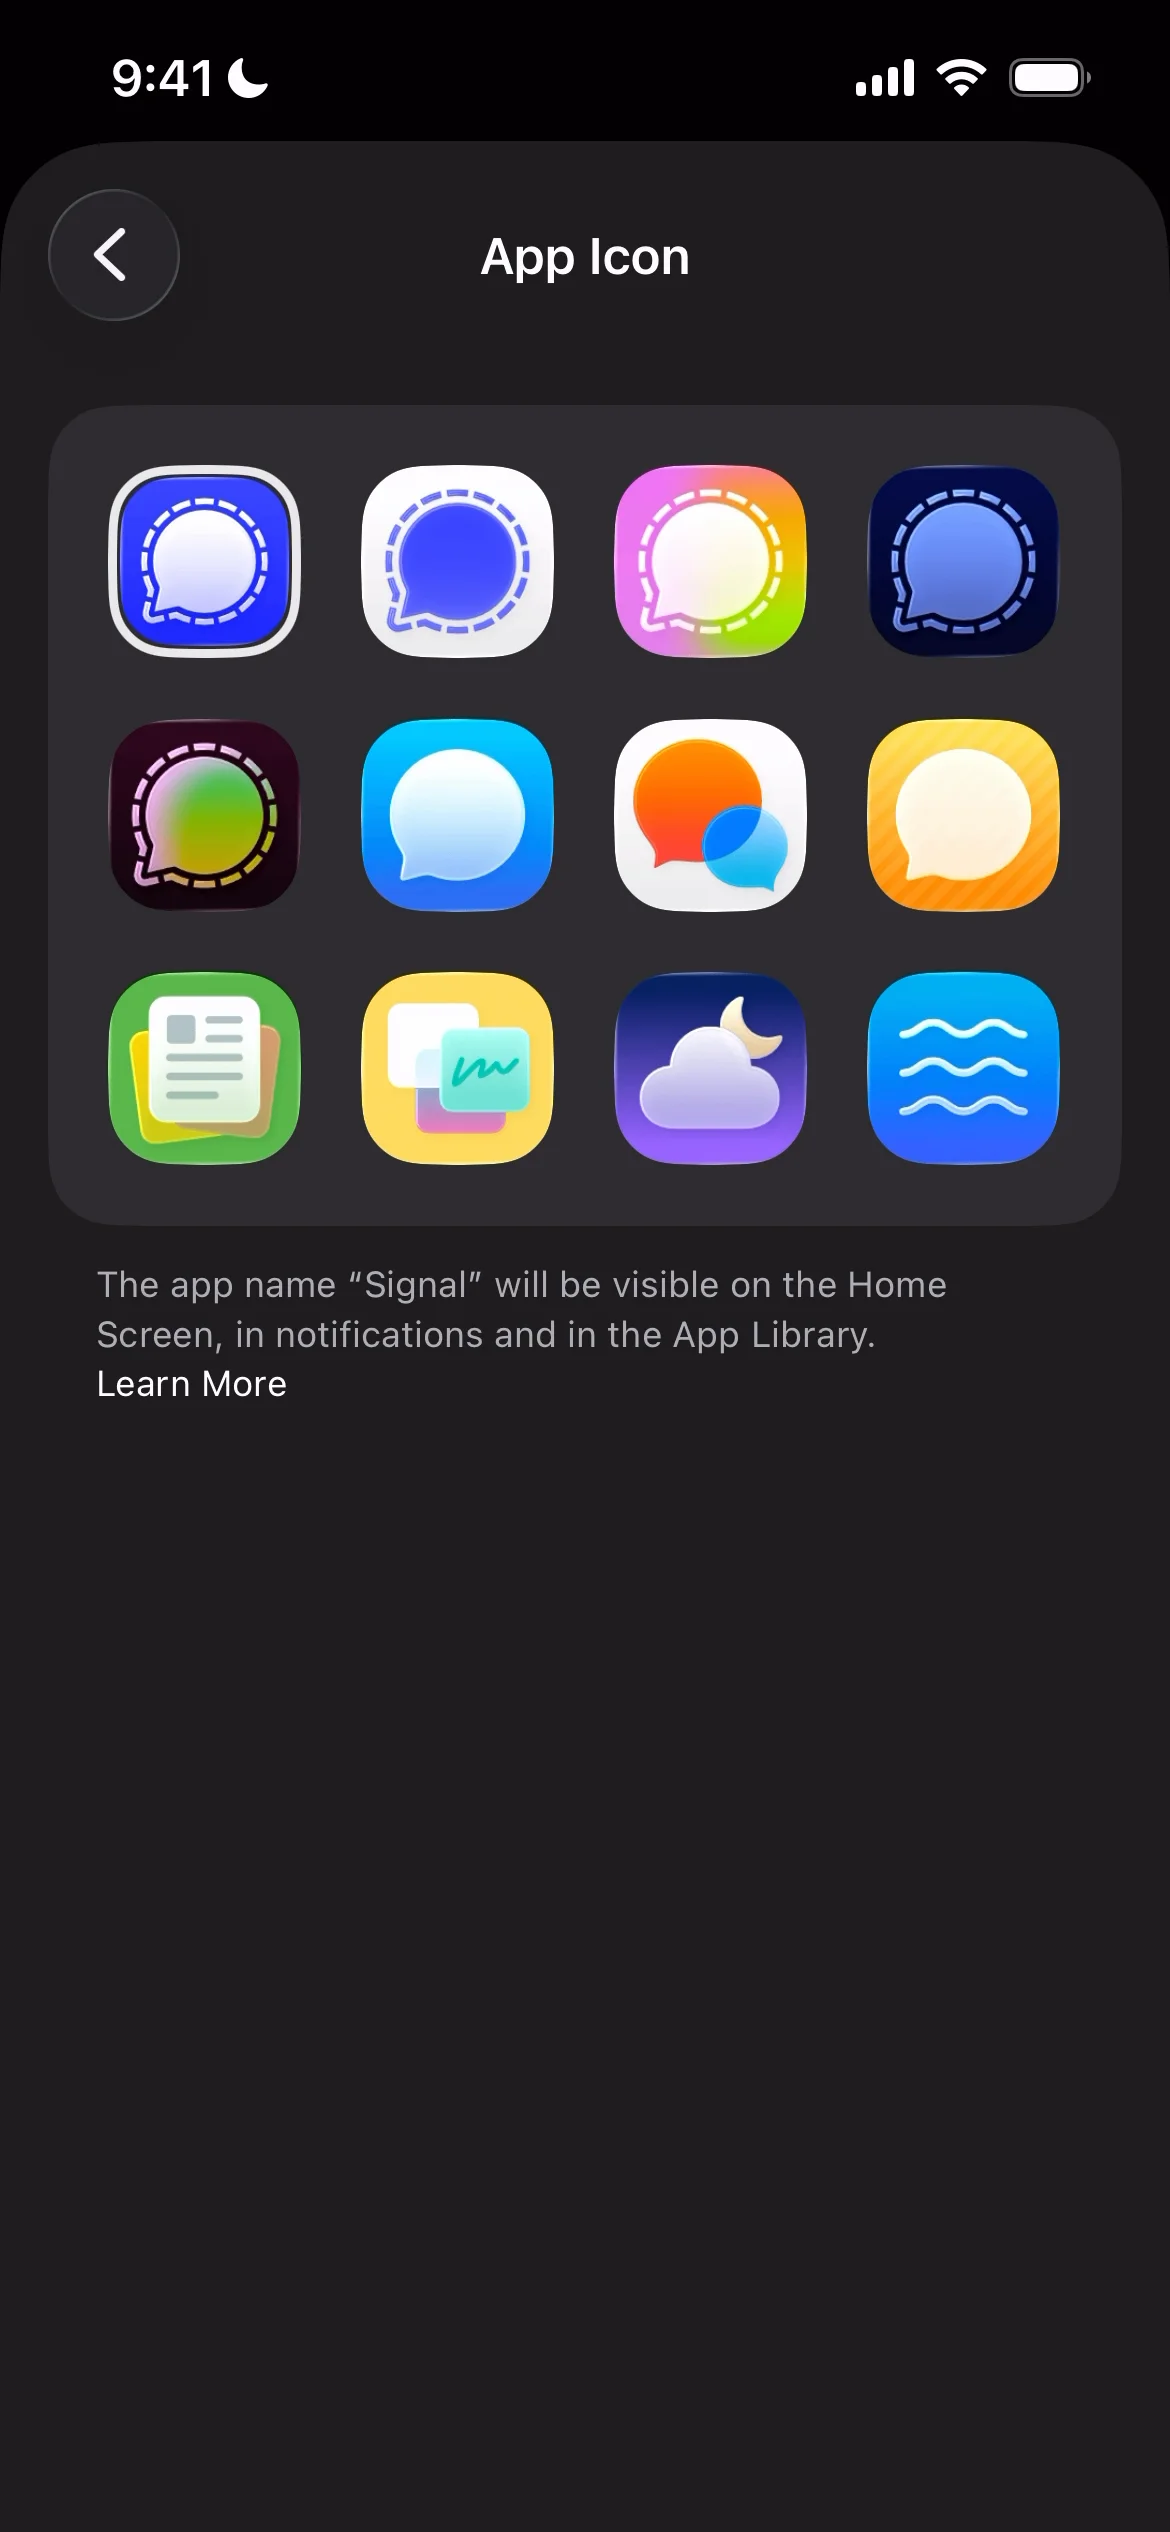 9:41
App Icon
The app name “Signal” will be visible on the Home
Screen, in notifications and in the App Library.
Learn More